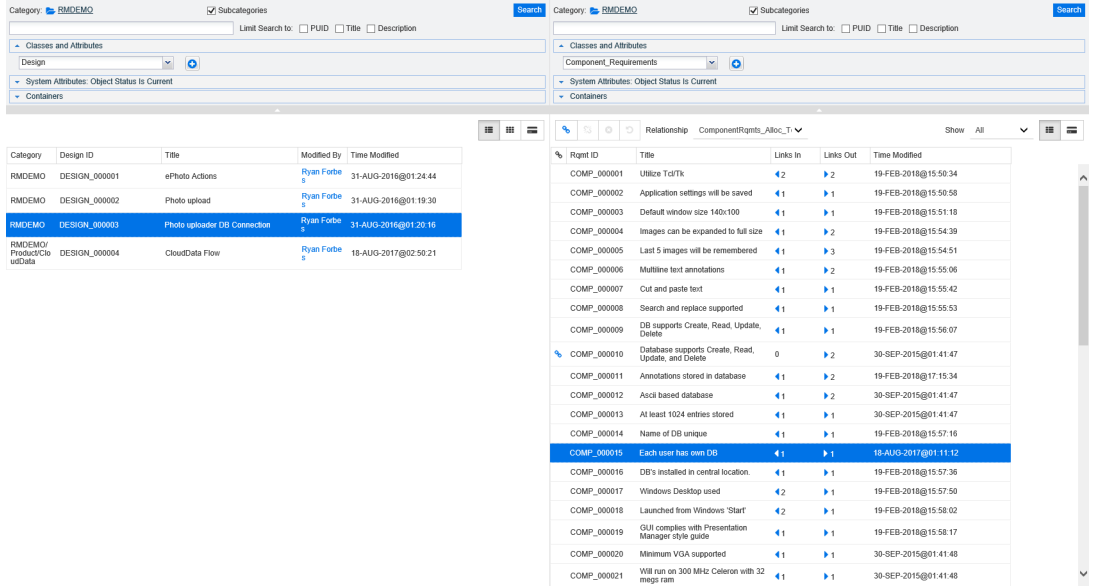 Category: RMDEMO Subcategories Search
Limit Search to: PUID Title Description
Classes and Attributes
Design
System Attributes: Object Status Is Current
Containers
Category Design ID Title Modified By Time Modified
RMDEMO DESIGN_000001 ePhoto Actions Ryan Forbe
s 31-AUG-2016@01:24:44
RMDEMO DESIGN_000002 Photo upload Ryan Forbe
s 31-AUG-2016@01:19:30
RMDEMO DESIGN_000003 Photo uploader DB Connection Ryan Forbe
s 31-AUG-2016@01:20:16
RMDEMO/
Product/Clo
udData DESIGN_000004 CloudData Flow Ryan Forbe
s 18-AUG-2017@02:50:21
Category: RMDEMO Subcategories Search
Limit Search to: PUID Title Description
Classes and Attributes
Component_Requirements
System Attributes: Object Status Is Current
Containers
Relationship ComponentRqmts_Alloc_T Show All
Rqmt ID Title Links In Links Out Time Modified
COMP_000001 Utilize Tcl/Tk 2 2 19-FEB-2018@15:50:34
COMP_000002 Application settings will be saved 1 1 19-FEB-2018@15:50:58
COMP_000003 Default window size 140x100 1 1 19-FEB-2018@15:51:18
COMP_000004 Images can be expanded to full size 1 2 19-FEB-2018@15:54:39
COMP_000005 Last 5 images will be remembered 1 3 19-FEB-2018@15:54:51
COMP_000006 Multiline text annotations 2 2 19-FEB-2018@15:55:06
COMP_000007 Cut and paste text 1 1 19-FEB-2018@15:55:42
COMP_000008 Search and replace supported 1 1 19-FEB-2018@15:55:53
COMP_000009 DB supports Create, Read, Update,
Delete 1 1 19-FEB-2018@15:56:07
COMP_000010 Database supports Create, Read,
Update, and Delete 0 2 30-SEP-2015@01:41:47
COMP_000011 Annotations stored in database 1 2 19-FEB-2018@17:15:34
COMP_000012 Ascii based database 1 2 30-SEP-2015@01:41:47
COMP_000013 At least 1024 entries stored 1 1 30-SEP-2015@01:41:47
COMP_000014 Name of DB unique 1 1 19-FEB-2018@15:57:16
COMP_000015 Each user has own DB 1 1 18-AUG-2017@01:11:12
COMP_000016 DB's installed in central location. 1 1 19-FEB-2018@15:57:36
COMP_000017 Windows Desktop used 2 1 19-FEB-2018@15:57:50
COMP_000018 Launched from Windows 'Start' 2 1 19-FEB-2018@15:58:02
COMP_000019 GUI complies with Presentation
Manager style guide 1 1 19-FEB-2018@15:58:17
COMP_000020 Minimum VGA supported 1 1 30-SEP-2015@01:41:48
COMP_000021 Will run on 300 MHz Celeron with 32
megs ram 1 1 30-SEP-2015@01:41:48